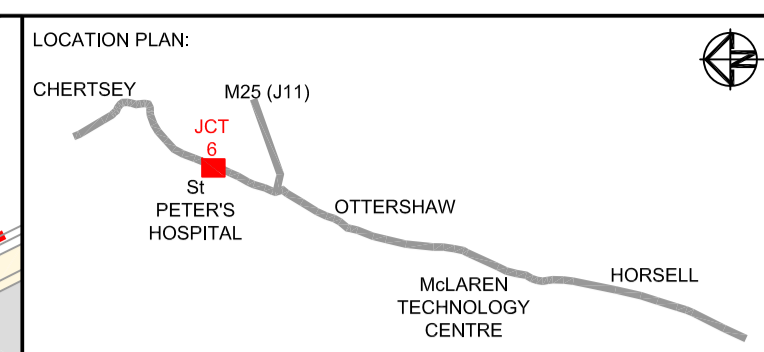 LOCATION PLAN:
CHERTSEY
M25 (J11)
JCT
6
St
PETER'S
HOSPITAL
OTTERSHAW
McLAREN
TECHNOLOGY
CENTRE
HORSELL
N